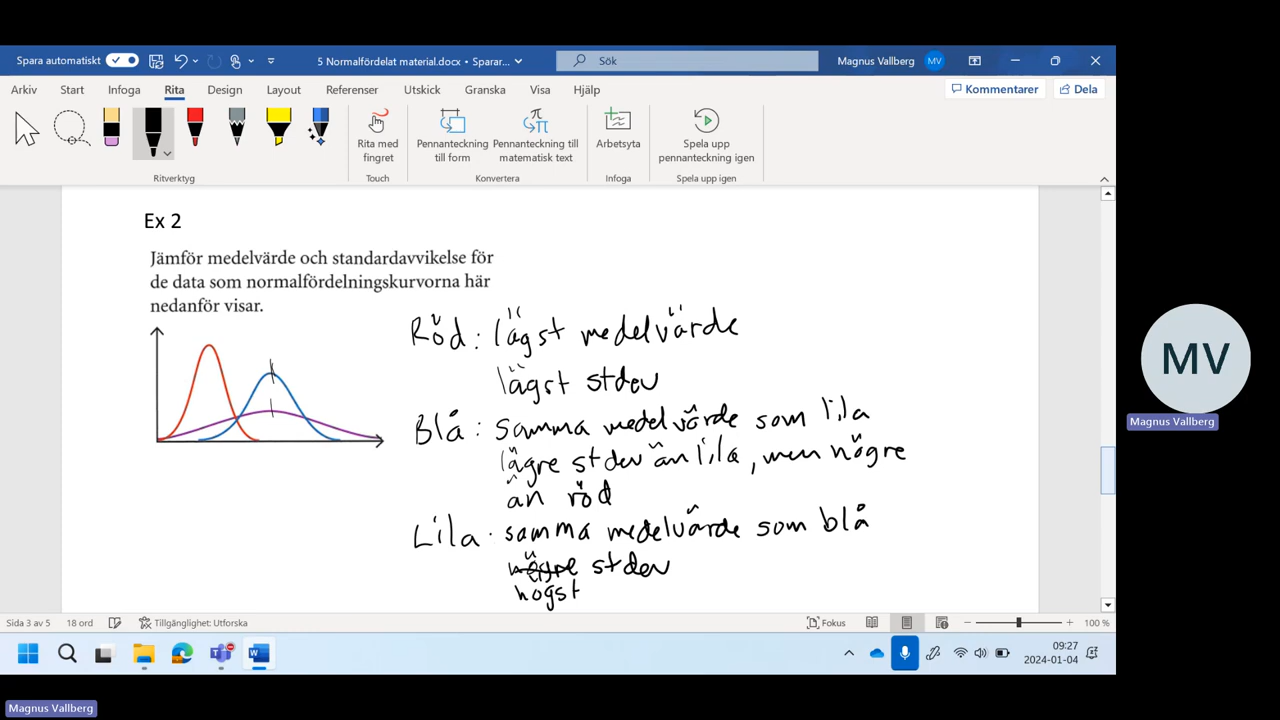 Spara automatiskt
5 Normalfördelat material.docx • Sparar...
Sök
Magnus Vallberg
MV
Arkiv Start Infoga Rita Design Layout Referenser Utskick Granska Visa Hjälp
Kommentarer
Dela
Rita med fingret
Pennanteckning till form
Pennanteckning till matematisk text
Arbetsyta
Spela upp pennanteckning igen
Ritverktyg
Touch
Konvertera
Infoga
Spela upp igen
Ex 2
Jämför medelvärde och standardavvikelse för
de data som normalfördelningskurvorna här
nedanför visar.
Röd: lägst medelvärde
lägst stdev
Blå: samma medelvärde som lila
lägre stdev än lila, men högre
än röd
Lila. samma medelvärde som blå
högre stdev
högst
MV
Magnus Vallberg
Sida 3 av 5
18 ord
Tillgänglighet: Utforska
Fokus
100 %
09:27
2024-01-04
Magnus Vallberg